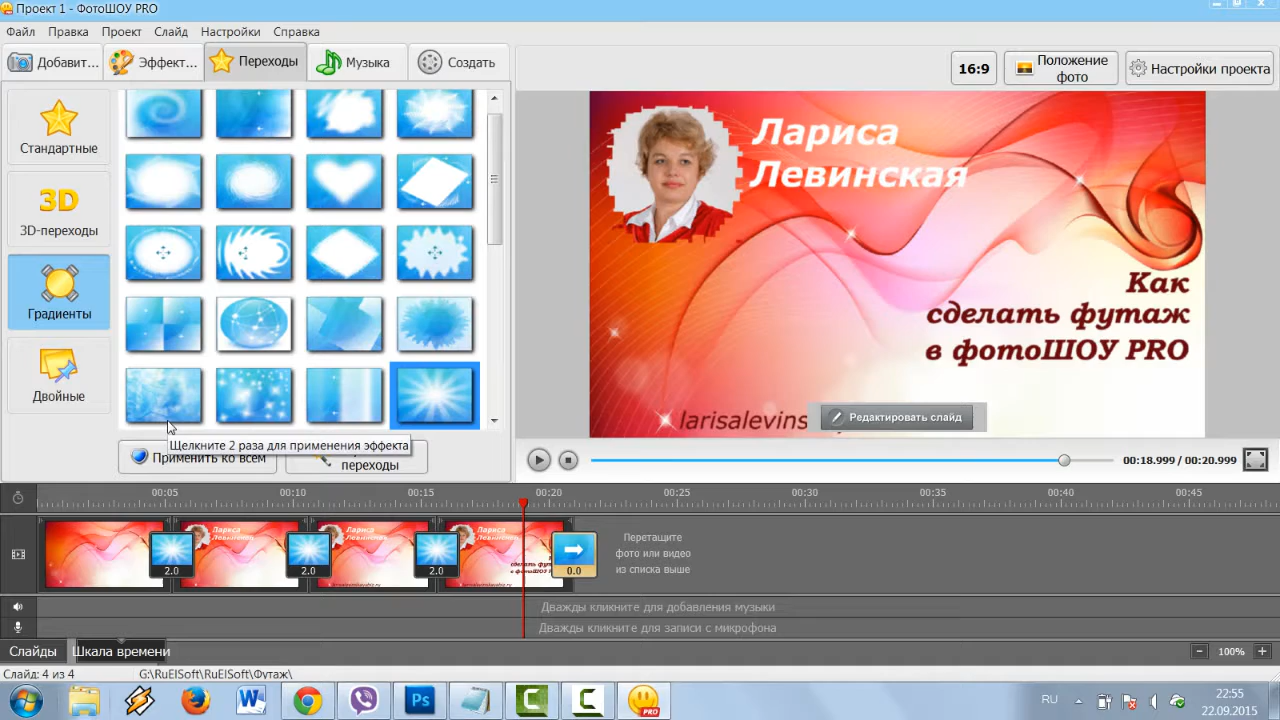 Проект 1 - ФотоШОУ PRO
Файл Правка Проект Слайд Настройки Справка
Добавит... Эффект... Переходы Музыка Создать
16:9 Положение фото Настройки проекта
Стандартные
3D
3D-переходы
Градиенты
Двойные
Щелкните 2 раза для применения эффекта
Применить ко всем
переходы
Лариса
Левинская
Как
сделать футаж
в фотоШОУ PRO
larisalevins
Редактировать слайд
00:18.999 / 00:20.999
00:05 00:10 00:15 00:20 00:25 00:30 00:35 00:40 00:45
2.0 2.0 2.0 0.0
Перетащите
фото или видео
из списка выше
Дважды кликните для добавления музыки
Дважды кликните для записи с микрофона
Слайды Шкала времени 100%
Слайд: 4 из 4 G:\RuElSoft\RuElSoft\Футаж\
W Ps C C PRO
RU
22:55
22.09.2015